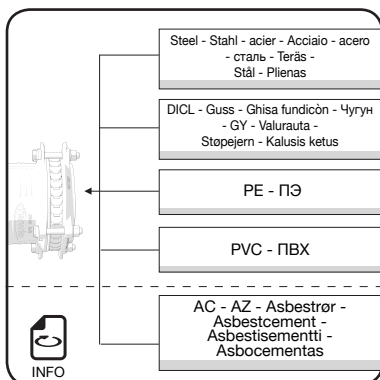 Steel - Stahl - acier - Acciaio - acero
- сталь - Teräs -
Stål - Plienas
DICL - Guss - Ghisa fundicòn - Чугун
- GY - Valurauta -
Støpejern - Kalusis ketus
PE - ПЭ
PVC - ПВХ
AC - AZ - Asbestrør -
Asbestcement -
Asbestisementti -
Asbocementas
INFO